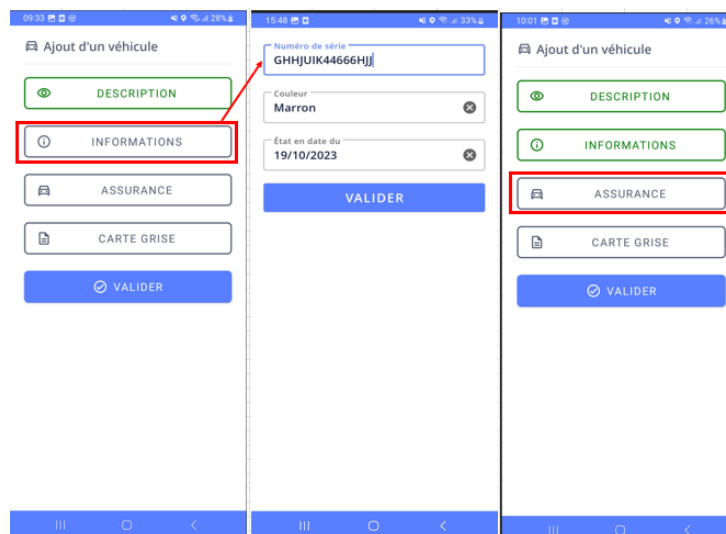 09:33 28%
Ajout d'un véhicule
DESCRIPTION
INFORMATIONS
ASSURANCE
CARTE GRISE
VALIDER
15:48 33%
Numéro de série
GHHJUIK44666HJJ
Couleur
Marron
État en date du
19/10/2023
VALIDER
10:01 26%
Ajout d'un véhicule
DESCRIPTION
INFORMATIONS
ASSURANCE
CARTE GRISE
VALIDER